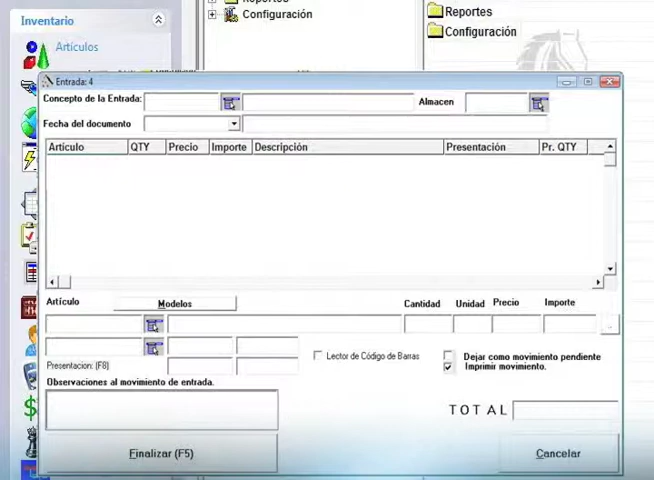 Inventario
Artículos
Configuración
Reportes
Configuración
Entrada: 4
Concepto de la Entrada:
Almacen
Fecha del documento
Artículo QTY Precio Importe Descripción Presentación Pr. QTY
Artículo Modelos Cantidad Unidad Precio Importe
Presentacion: (F8)
Lector de Código de Barras
Dejar como movimiento pendiente
Imprimir movimiento.
Observaciones al movimiento de entrada.
TOTAL
Finalizar (F5)
Cancelar